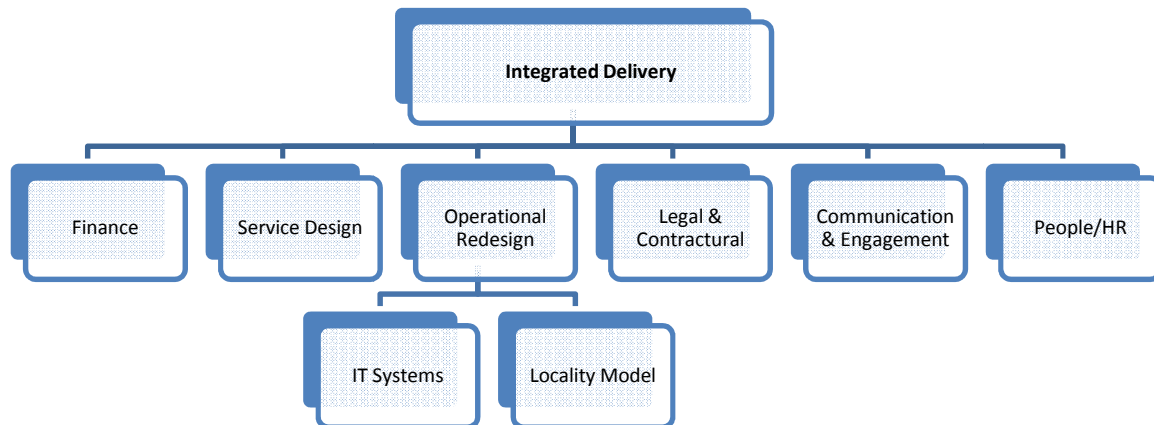 Integrated Delivery
Finance
Service Design
Operational
Redesign
Legal &
Contractural
Communication
& Engagement
People/HR
IT Systems
Locality Model